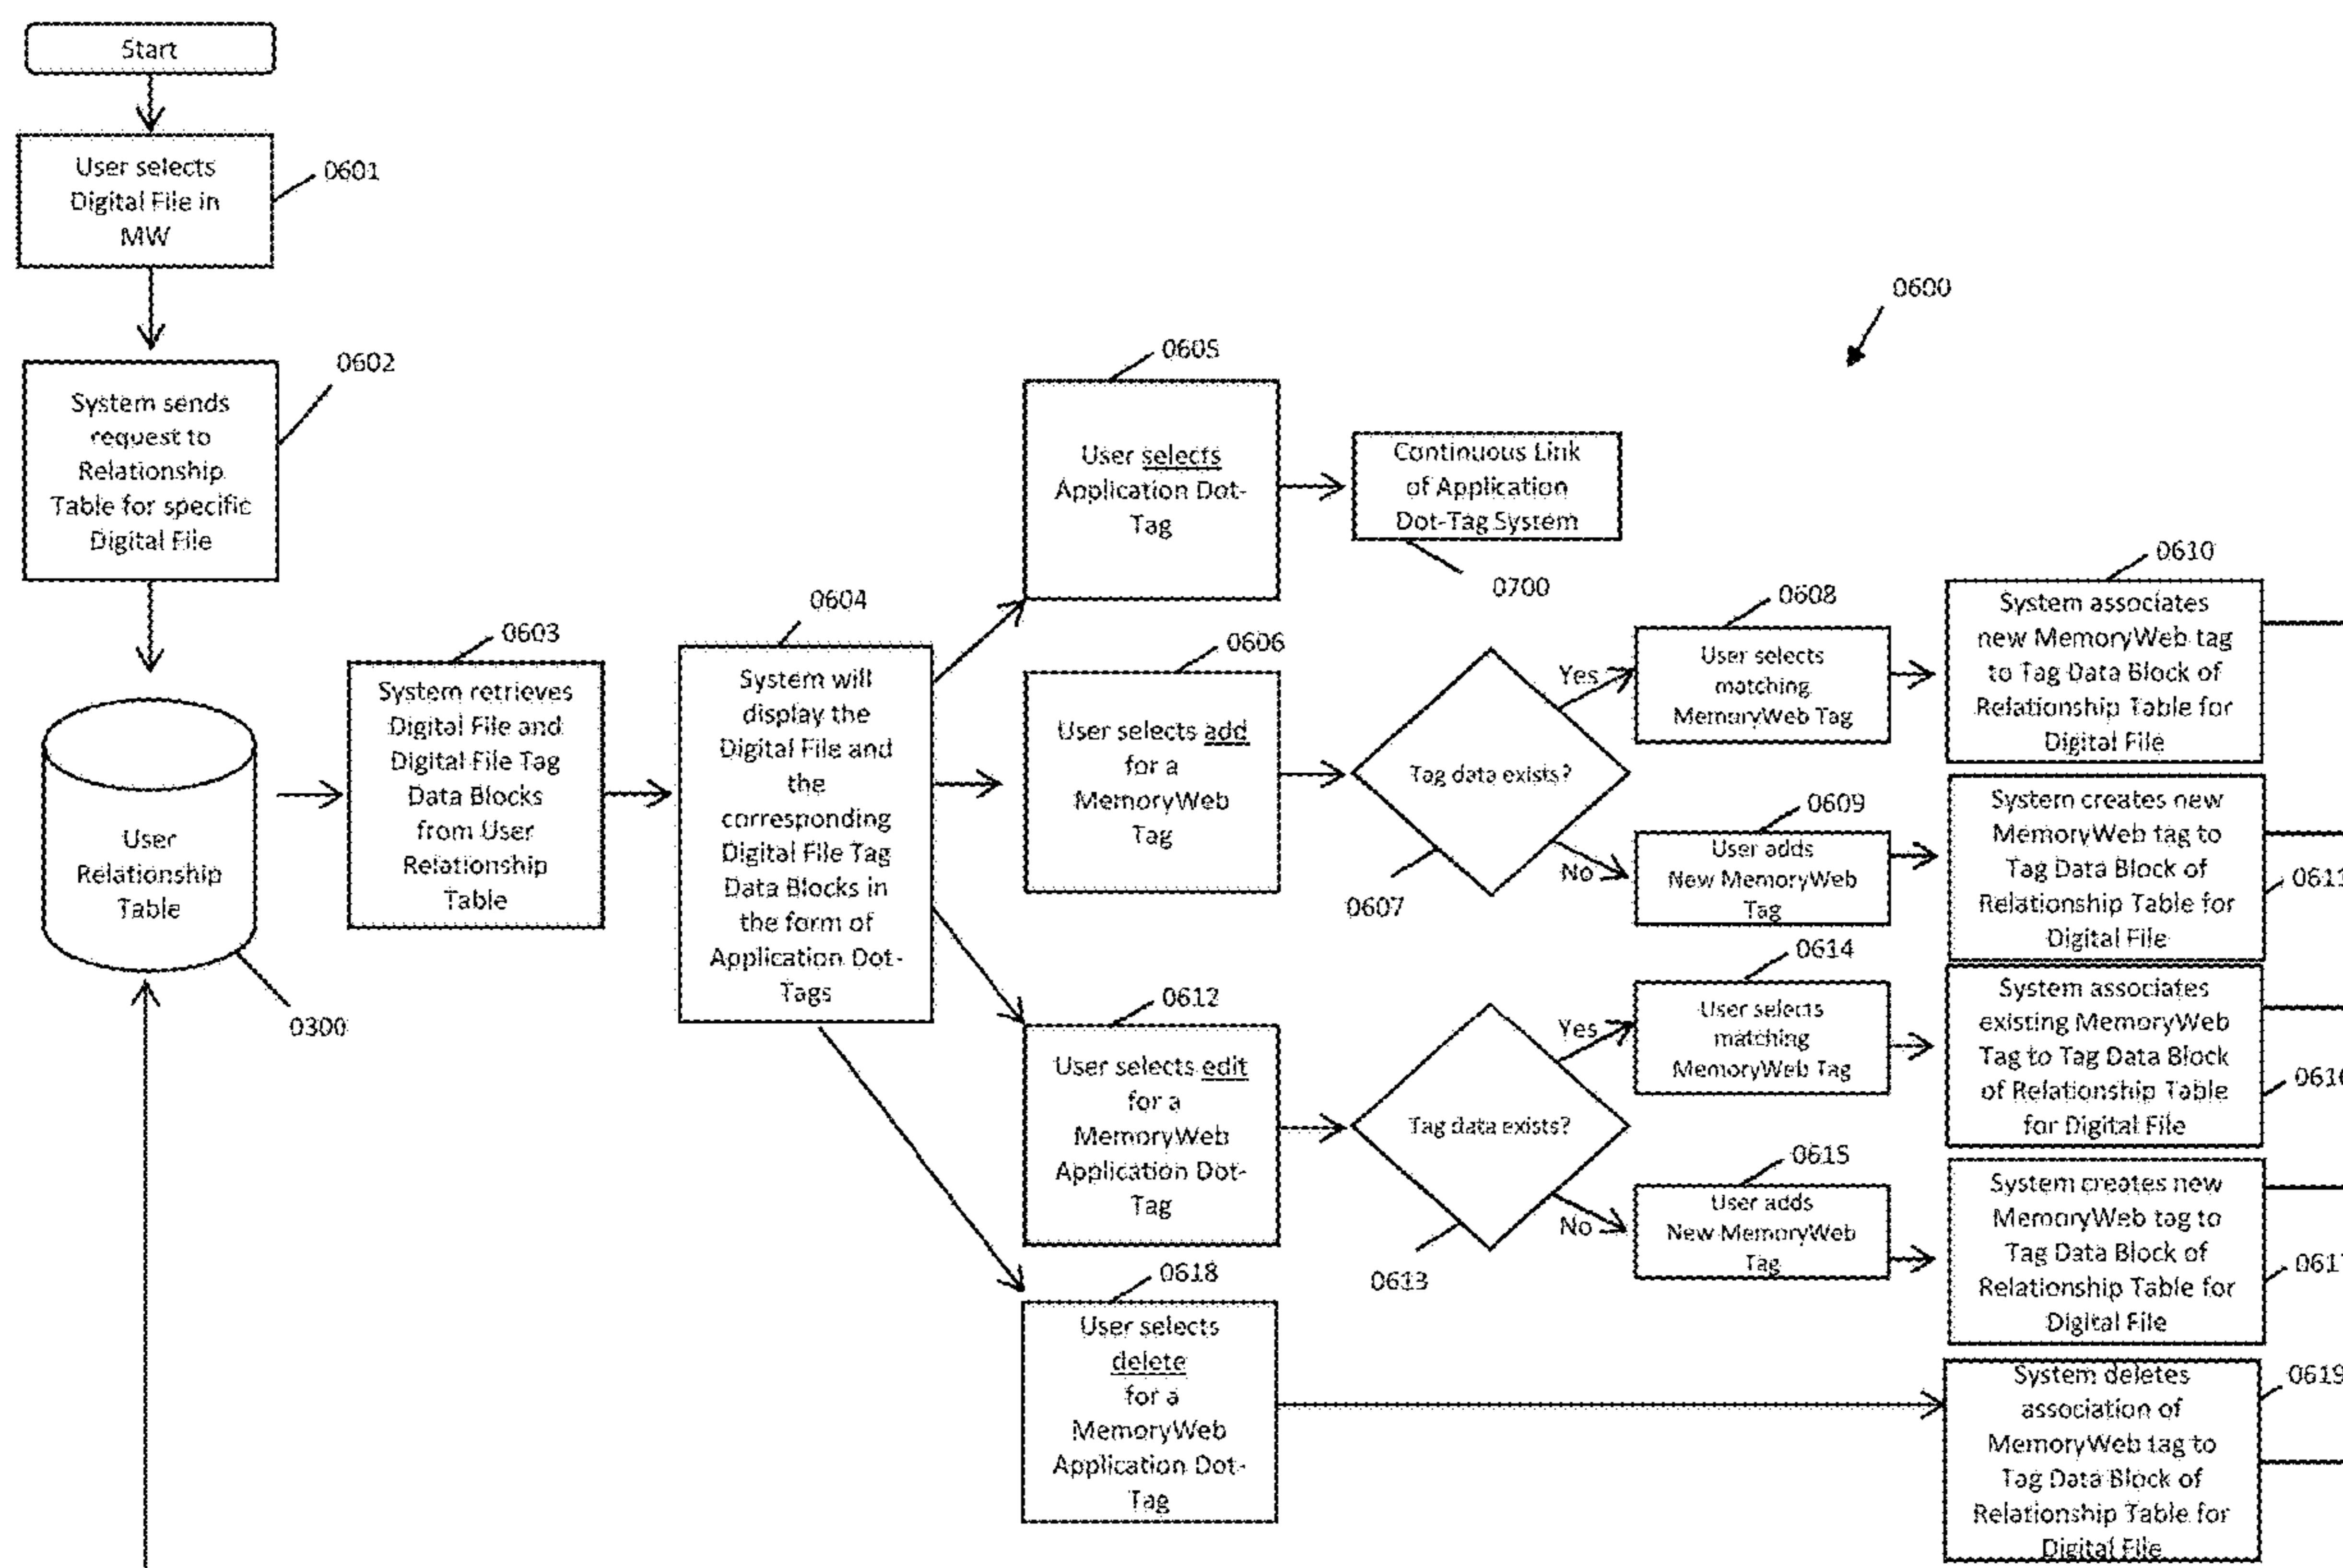 Start
User selects
Digital File in
MW
0601
System sends
request to
Relationship
Table for specific
Digital File
0602
User
Relationship
Table
0300
0603
System retrieves
Digital File and
Digital File Tag
Data Blocks
from User
Relationship
Table
0604
System will
display the
Digital File and
the
corresponding
Digital File Tag
Data Blocks in
the form of
Application Dot-
Tags
0600
0605
User selects
Application Dot-
Tag
Continuous Link
of Application
Dot-Tag System
0700
0606
User selects add
for a
MemoryWeb
Tag
Tag data exists?
0607
Yes
No
0608
User selects
matching
MemoryWeb Tag
0609
User adds
New MemoryWeb
Tag
0610
System associates
new MemoryWeb tag
to Tag Data Block of
Relationship Table for
Digital File
System creates new
MemoryWeb tag to
Tag Data Block of
Relationship Table for
Digital File
0611
0612
User selects edit
for a
MemoryWeb
Application Dot-
Tag
Tag data exists?
0613
Yes
No
0614
User selects
matching
MemoryWeb Tag
0615
User adds
New MemoryWeb
Tag
System associates
existing MemoryWeb
Tag to Tag Data Block
of Relationship Table
for Digital File
0616
System creates new
MemoryWeb tag to
Tag Data Block of
Relationship Table for
Digital File
0617
0618
User selects
delete
for a
MemoryWeb
Application Dot-
Tag
System deletes
association of
MemoryWeb tag to
Tag Data Block of
Relationship Table for
Digital File
0619